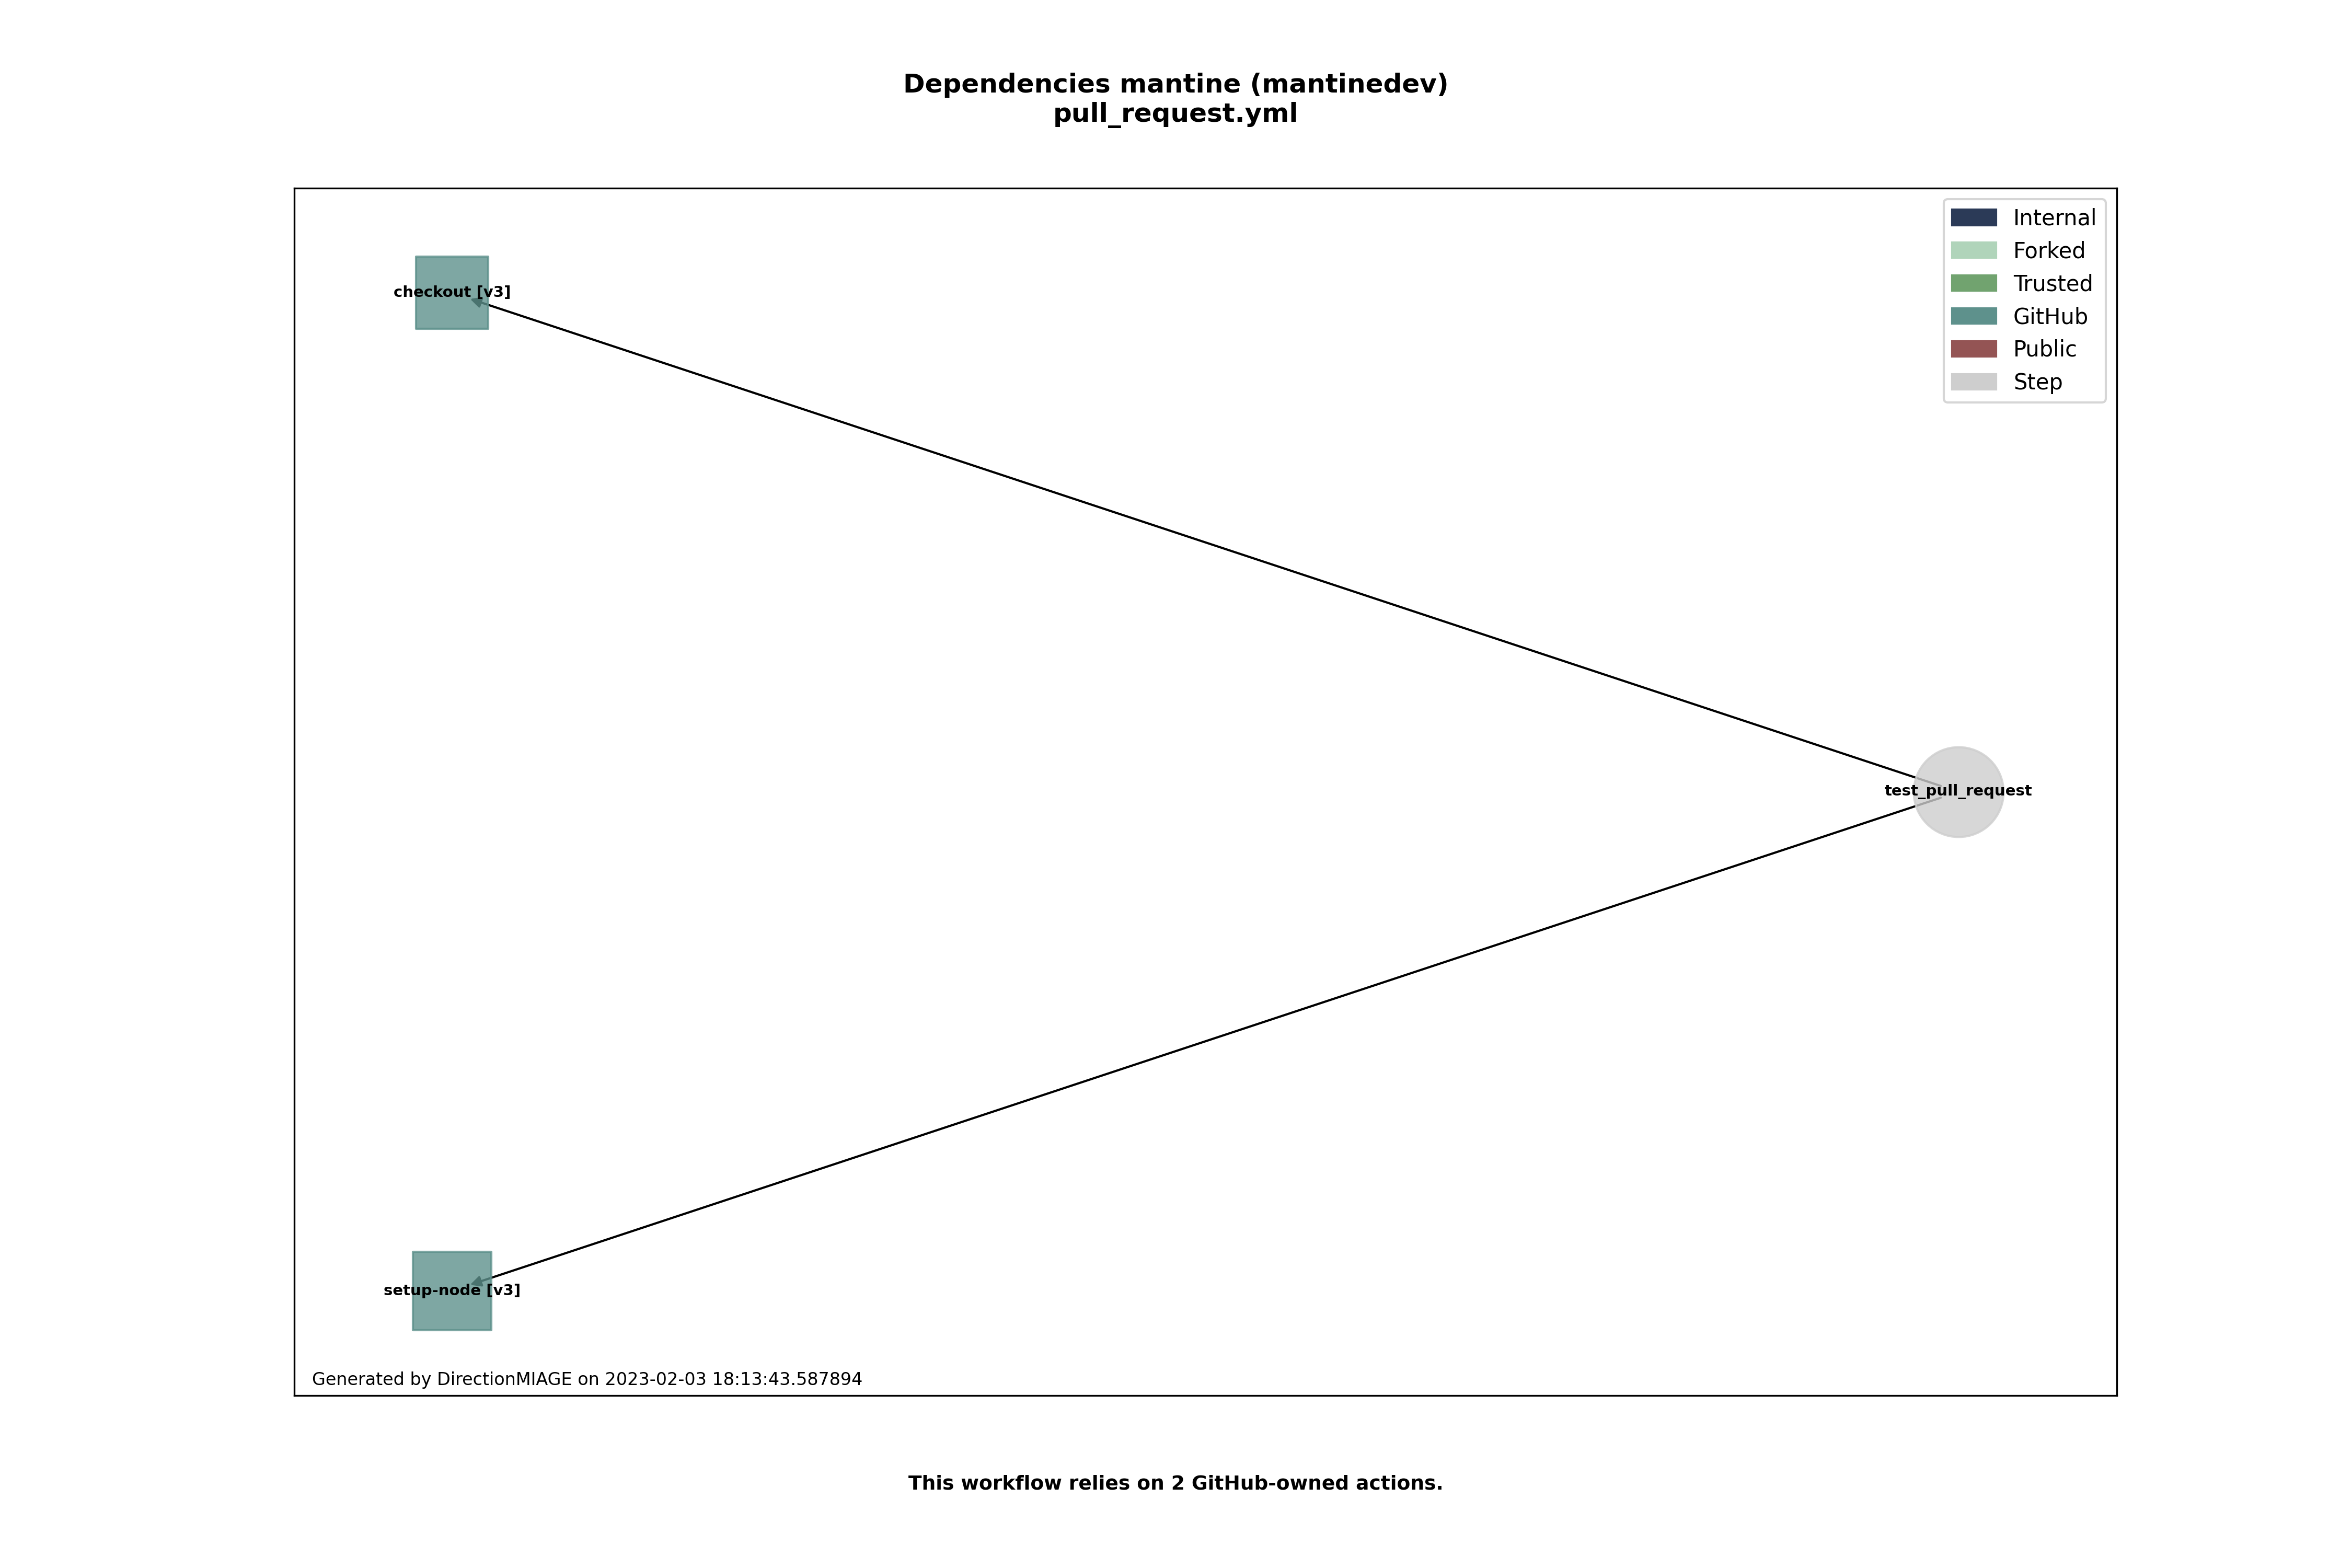 Dependencies mantine (mantinedev)
pull_request.yml
Internal
Forked
Trusted
GitHub
Public
Step
checkout [v3]
test_pull_request
setup-node [v3]
Generated by DirectionMIAGE on 2023-02-03 18:13:43.587894
This workflow relies on 2 GitHub-owned actions.